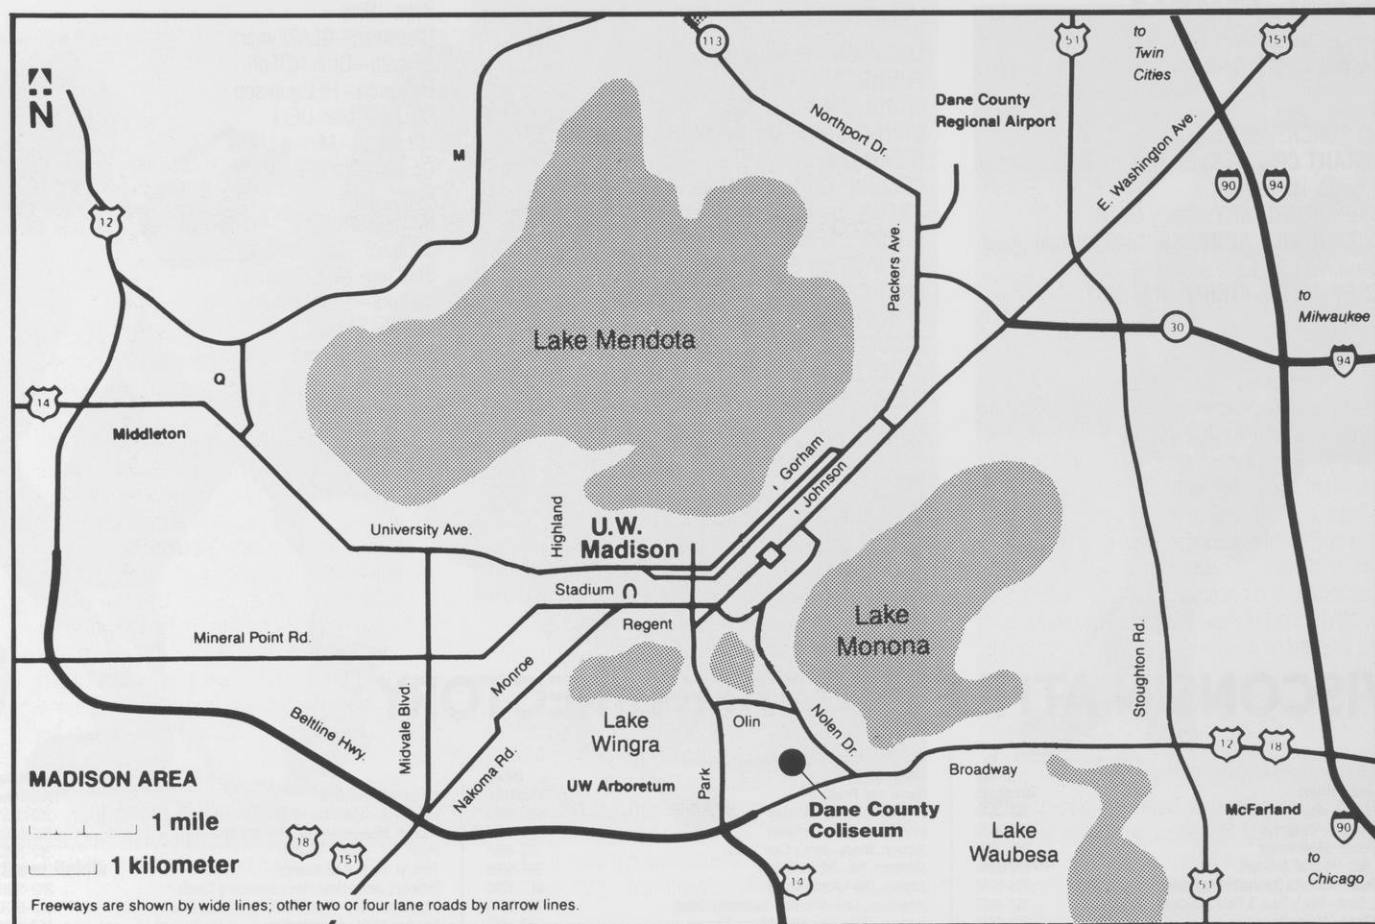 113
51
to
Twin
Cities
151
N
Dane County
Regional Airport
Northport Dr.
M
E. Washington Ave.
90
94
12
Packers Ave.
to
Milwaukee
30
94
Lake Mendota
Q
14
Middleton
Gorham
Johnson
University Ave.
Highland
U.W.
Madison
Stadium
Lake
Monona
Regent
Mineral Point Rd.
Monroe
Stoughton Rd.
Midvale Blvd.
Beltline Hwy.
Nakoma Rd.
Lake
Wingra
Olin
Nolen Dr.
12
18
Park
UW Arboretum
Broadway
Dane County
Coliseum
McFarland
Lake
Waubesa
90
to
Chicago
MADISON AREA
1 mile
1 kilometer
18
151
14
51
Freeways are shown by wide lines; other two or four lane roads by narrow lines.